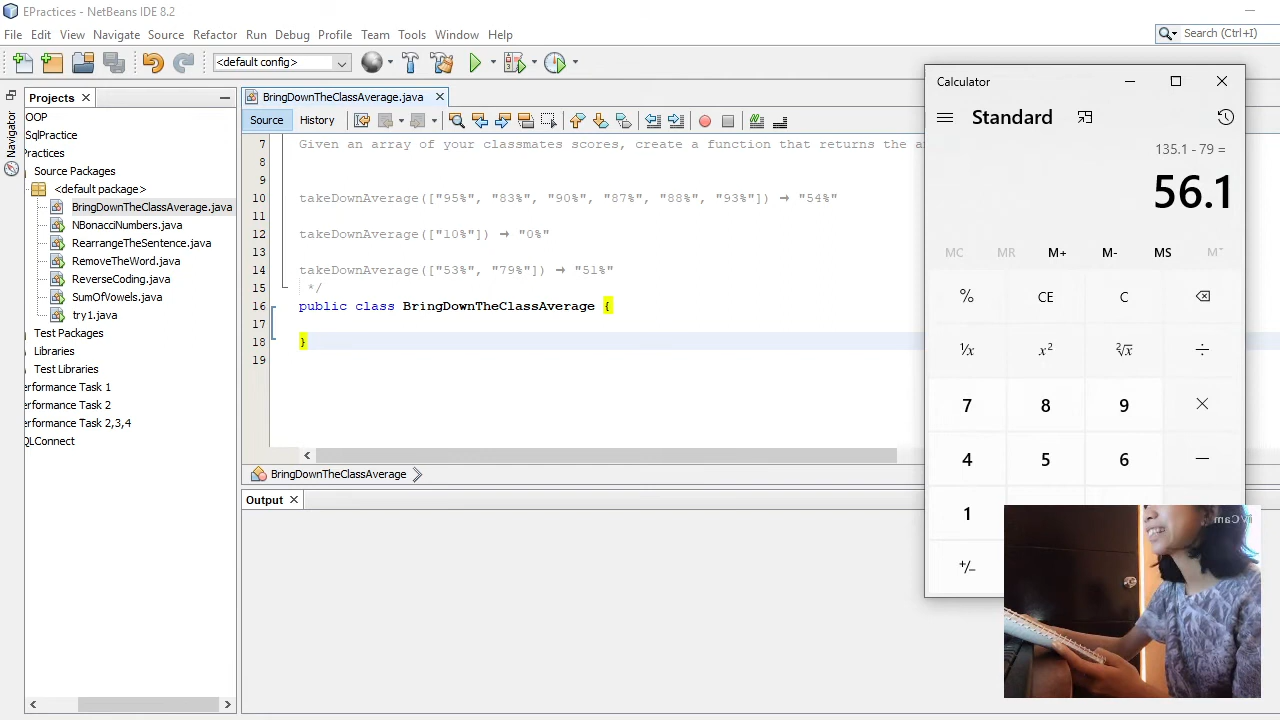 EPractices - NetBeans IDE 8.2
File Edit View Navigate Source Refactor Run Debug Profile Team Tools Window Help
<default config>
Search (Ctrl+I)
Navigator
Projects
OOP
SqlPractice
Practices
Source Packages
<default package>
BringDownTheClassAverage.java
NBonacciNumbers.java
RearrangeTheSentence.java
RemoveTheWord.java
ReverseCoding.java
SumOfVowels.java
try1.java
Test Packages
Libraries
Test Libraries
erformance Task 1
erformance Task 2
erformance Task 2,3,4
QLConnect
BringDownTheClassAverage.java
Source History
7 Given an array of your classmates scores, create a function that returns the a
8
9
10 takeDownAverage(["95%", "83%", "90%", "87%", "88%", "93%"]) → "54%"
11
12 takeDownAverage(["10%"]) → "0%"
13
14 takeDownAverage(["53%", "79%"]) → "51%"
15 */
16 public class BringDownTheClassAverage {
17
18 }
19
BringDownTheClassAverage
Output
Calculator
Standard
135.1 - 79 =
56.1
MC MR M+ M- MS M˅
% CE C
¹/x x² ²√x ÷
7 8 9 ×
4 5 6 −
1
+/−
iVCam